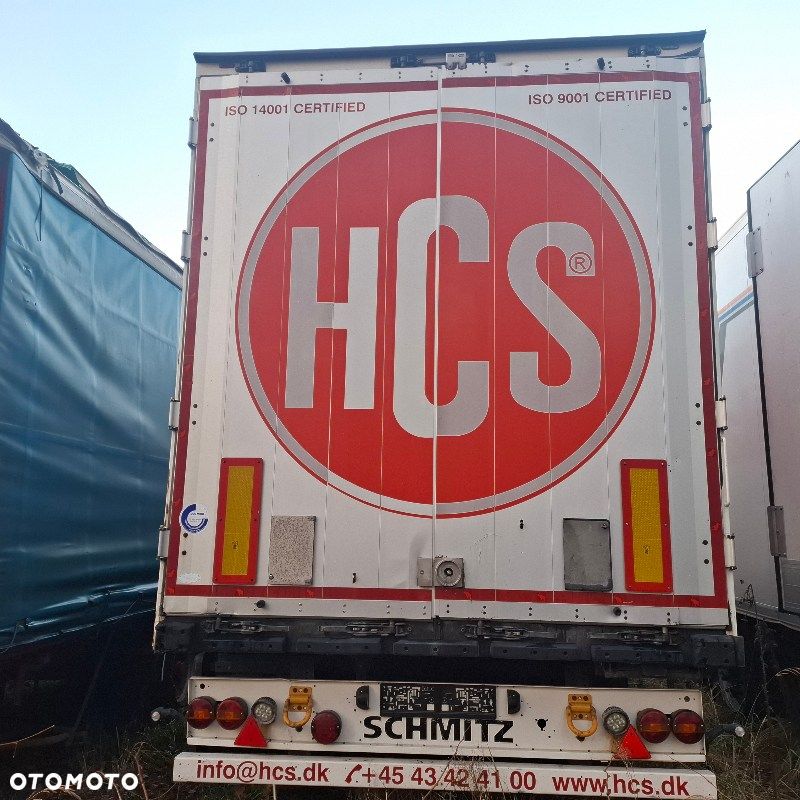 ISO 14001 CERTIFIED
ISO 9001 CERTIFIED
HCS®
SCHMITZ
info@hcs.dk +45 43 42 41 00 www.hcs.dk
OTOMOTO